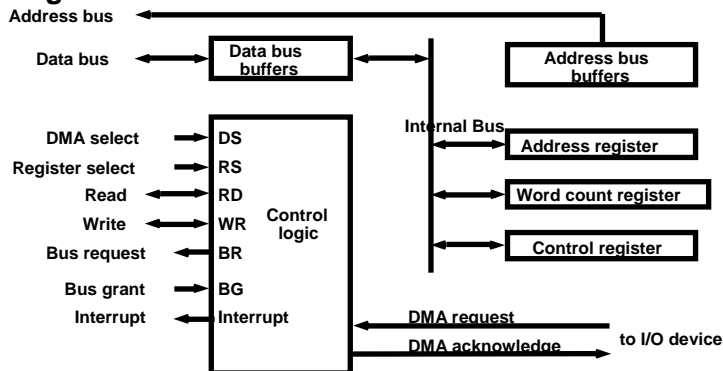 Address bus
Data bus
Data bus
buffers
Address bus
buffers
Internal Bus
DMA select
DS
Register select
RS
Read
RD
Write
WR
Control
logic
Bus request
BR
Bus grant
BG
Interrupt
Interrupt
Address register
Word count register
Control register
DMA request
DMA acknowledge
to I/O device